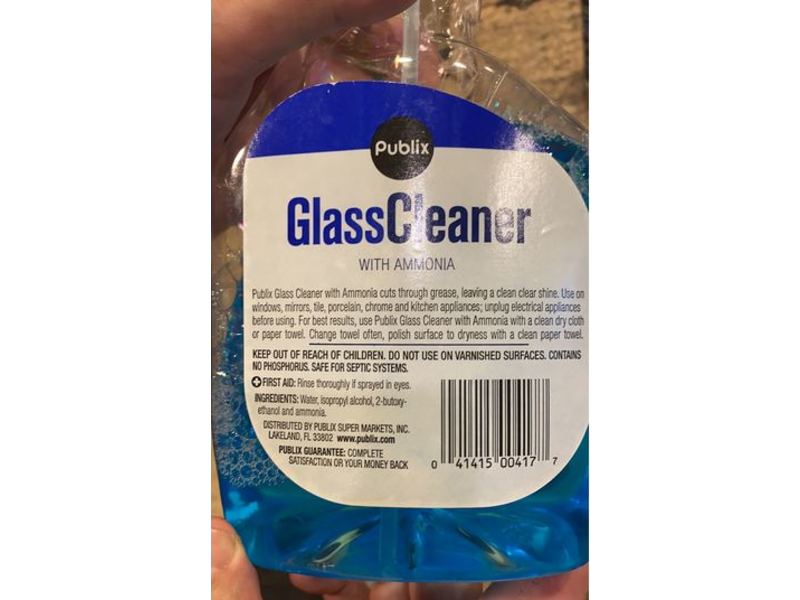 Publix
GlassCleaner
WITH AMMONIA
Publix Glass Cleaner with Ammonia cuts through grease, leaving a clean clear shine. Use on
windows, mirrors, tile, porcelain, chrome and kitchen appliances; unplug electrical appliances
before using. For best results, use Publix Glass Cleaner with Ammonia with a clean dry cloth
or paper towel. Change towel often, polish surface to dryness with a clean paper towel.
KEEP OUT OF REACH OF CHILDREN. DO NOT USE ON VARNISHED SURFACES. CONTAINS
NO PHOSPHORUS. SAFE FOR SEPTIC SYSTEMS.
FIRST AID: Rinse thoroughly if sprayed in eyes.
INGREDIENTS: Water, isopropyl alcohol, 2-butoxy-
ethanol and ammonia.
DISTRIBUTED BY PUBLIX SUPER MARKETS, INC.
LAKELAND, FL 33802 www.publix.com
PUBLIX GUARANTEE: COMPLETE
SATISFACTION OR YOUR MONEY BACK
0 41415 00417 7